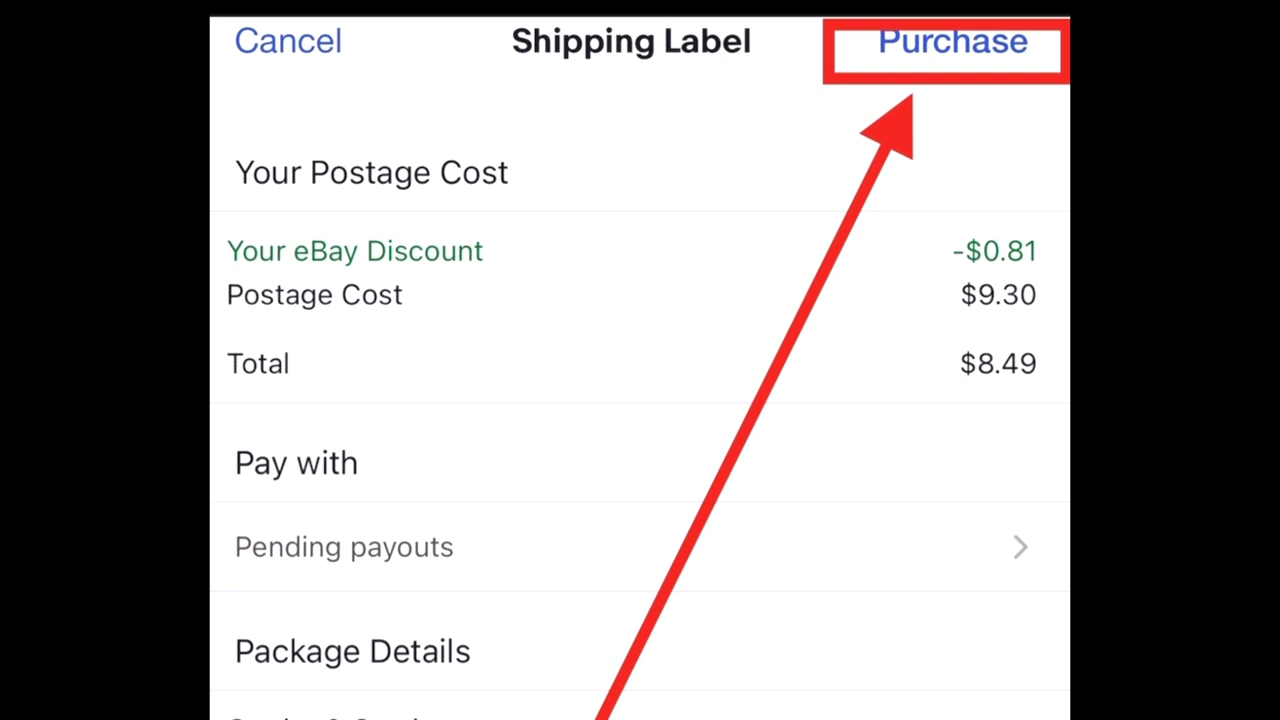 Cancel Shipping Label Purchase
Your Postage Cost
Your eBay Discount -$0.81
Postage Cost $9.30
Total $8.49
Pay with
Pending payouts
Package Details